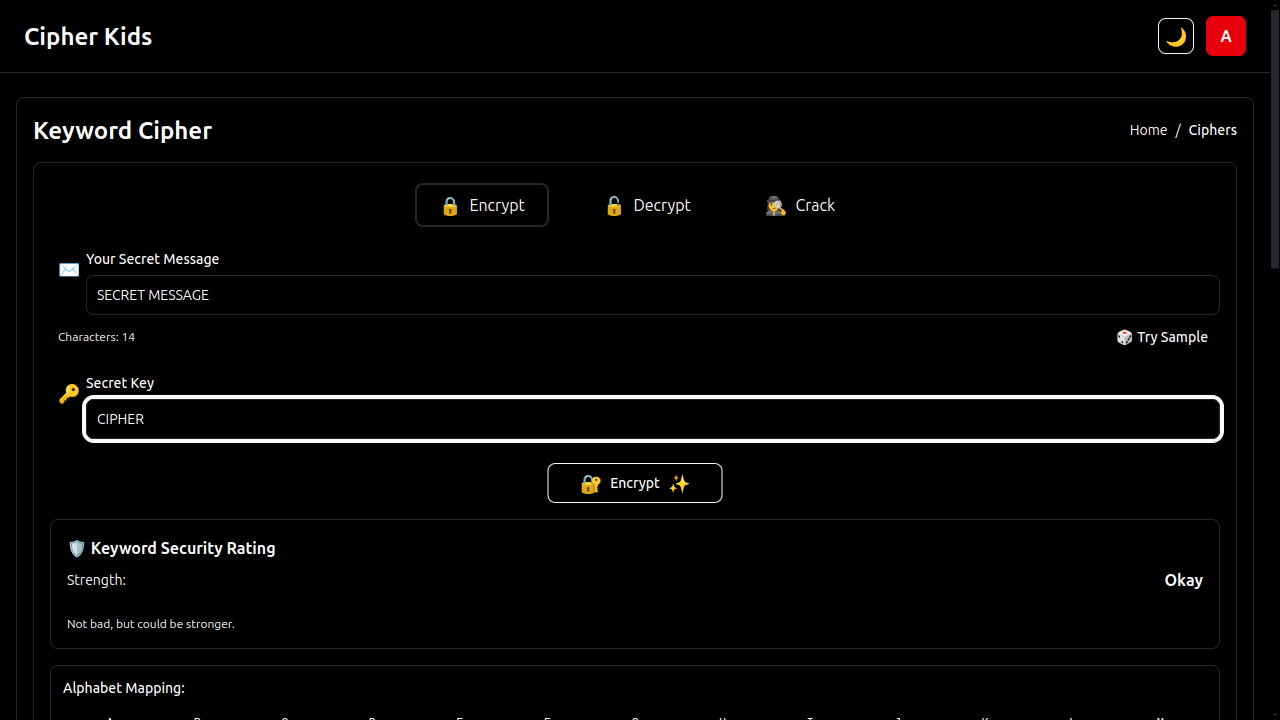 Cipher Kids
A
Keyword Cipher
Home / Ciphers
Encrypt
Decrypt
Crack
Your Secret Message
SECRET MESSAGE
Characters: 14
Try Sample
Secret Key
CIPHER
Encrypt
Keyword Security Rating
Strength:
Okay
Not bad, but could be stronger.
Alphabet Mapping: